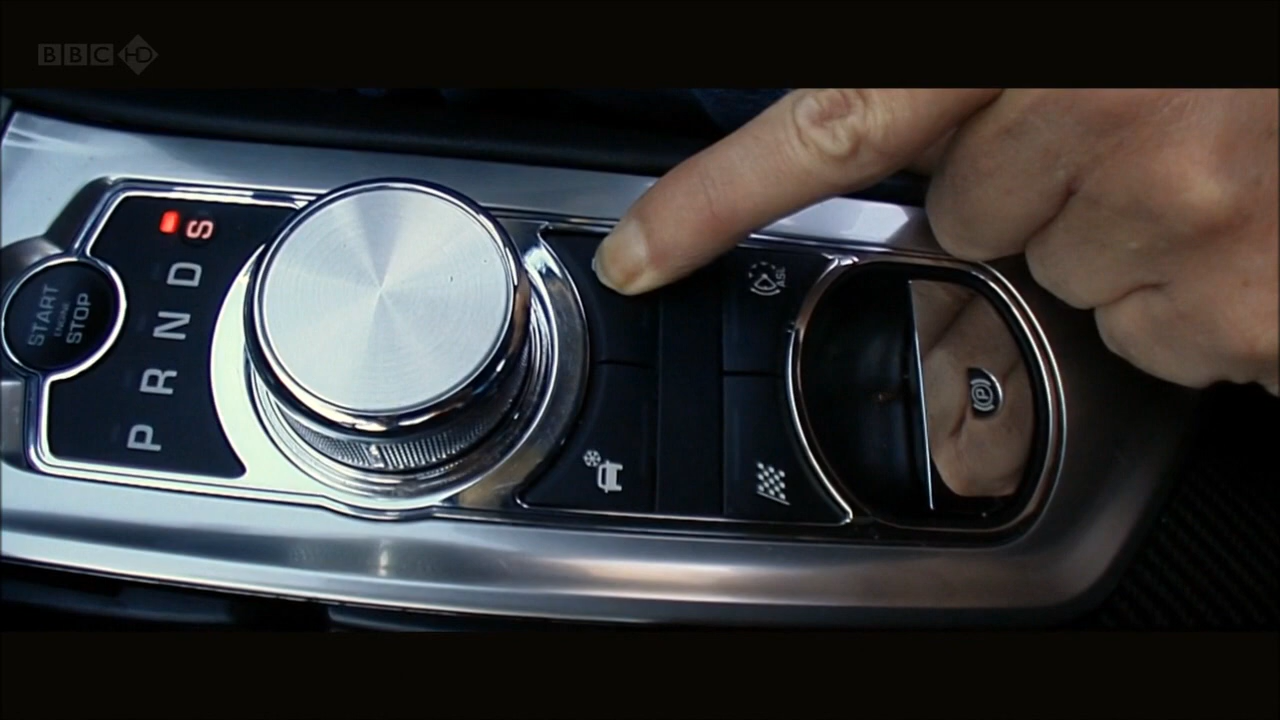 BBC HD
START
ENGINE
STOP
S
D
N
R
P
ASL
(P)